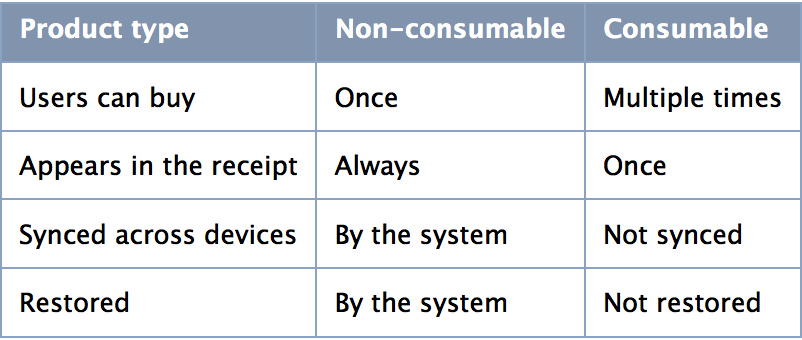 Product type Non-consumable Consumable
Users can buy Once Multiple times
Appears in the receipt Always Once
Synced across devices By the system Not synced
Restored By the system Not restored